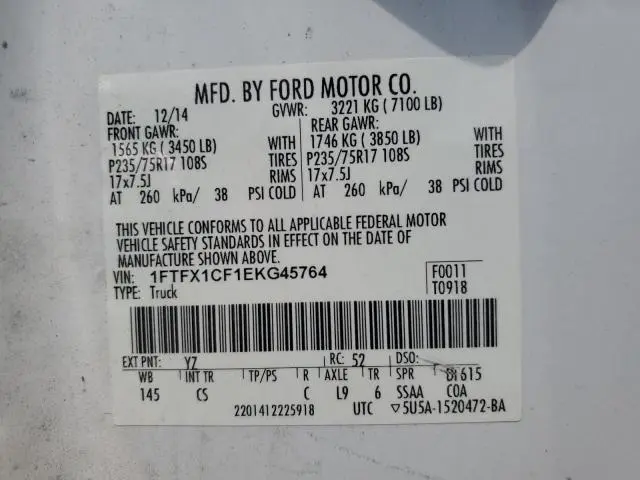 MFD. BY FORD MOTOR CO.
DATE: 12/14 GVWR: 3221 KG ( 7100 LB)
FRONT GAWR: REAR GAWR:
1565 KG ( 3450 LB) WITH 1746 KG ( 3850 LB) WITH
P235/75R17 108S TIRES P235/75R17 108S TIRES
17x7.5J RIMS 17x7.5J RIMS
AT 260 kPa/ 38 PSI COLD AT 260 kPa/ 38 PSI COLD
THIS VEHICLE CONFORMS TO ALL APPLICABLE FEDERAL MOTOR
VEHICLE SAFETY STANDARDS IN EFFECT ON THE DATE OF
MANUFACTURE SHOWN ABOVE.
VIN: 1FTFX1CF1EKG45764 F0011
TYPE: Truck T0918
EXT PNT: YZ RC: 52 DSO:
WB INT TR TP/PS R AXLE TR SPR 615
145 CS C L9 6 SSAA COA
2201412225918 UTC ▽5U5A-1520472-BA